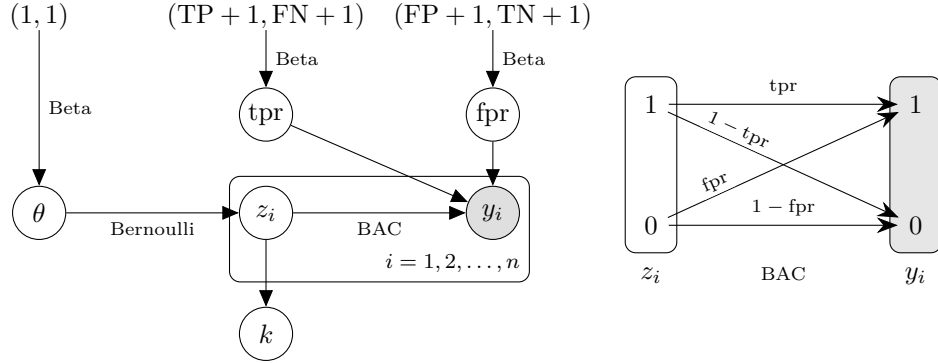 (1, 1) (TP + 1, FN + 1) (FP + 1, TN + 1)
Beta Beta Beta
tpr fpr
θ z_i y_i
Bernoulli BAC
i = 1, 2, . . . , n
k
tpr
1 1
1 − tpr
fpr
1 − fpr
0 0
z_i BAC y_i